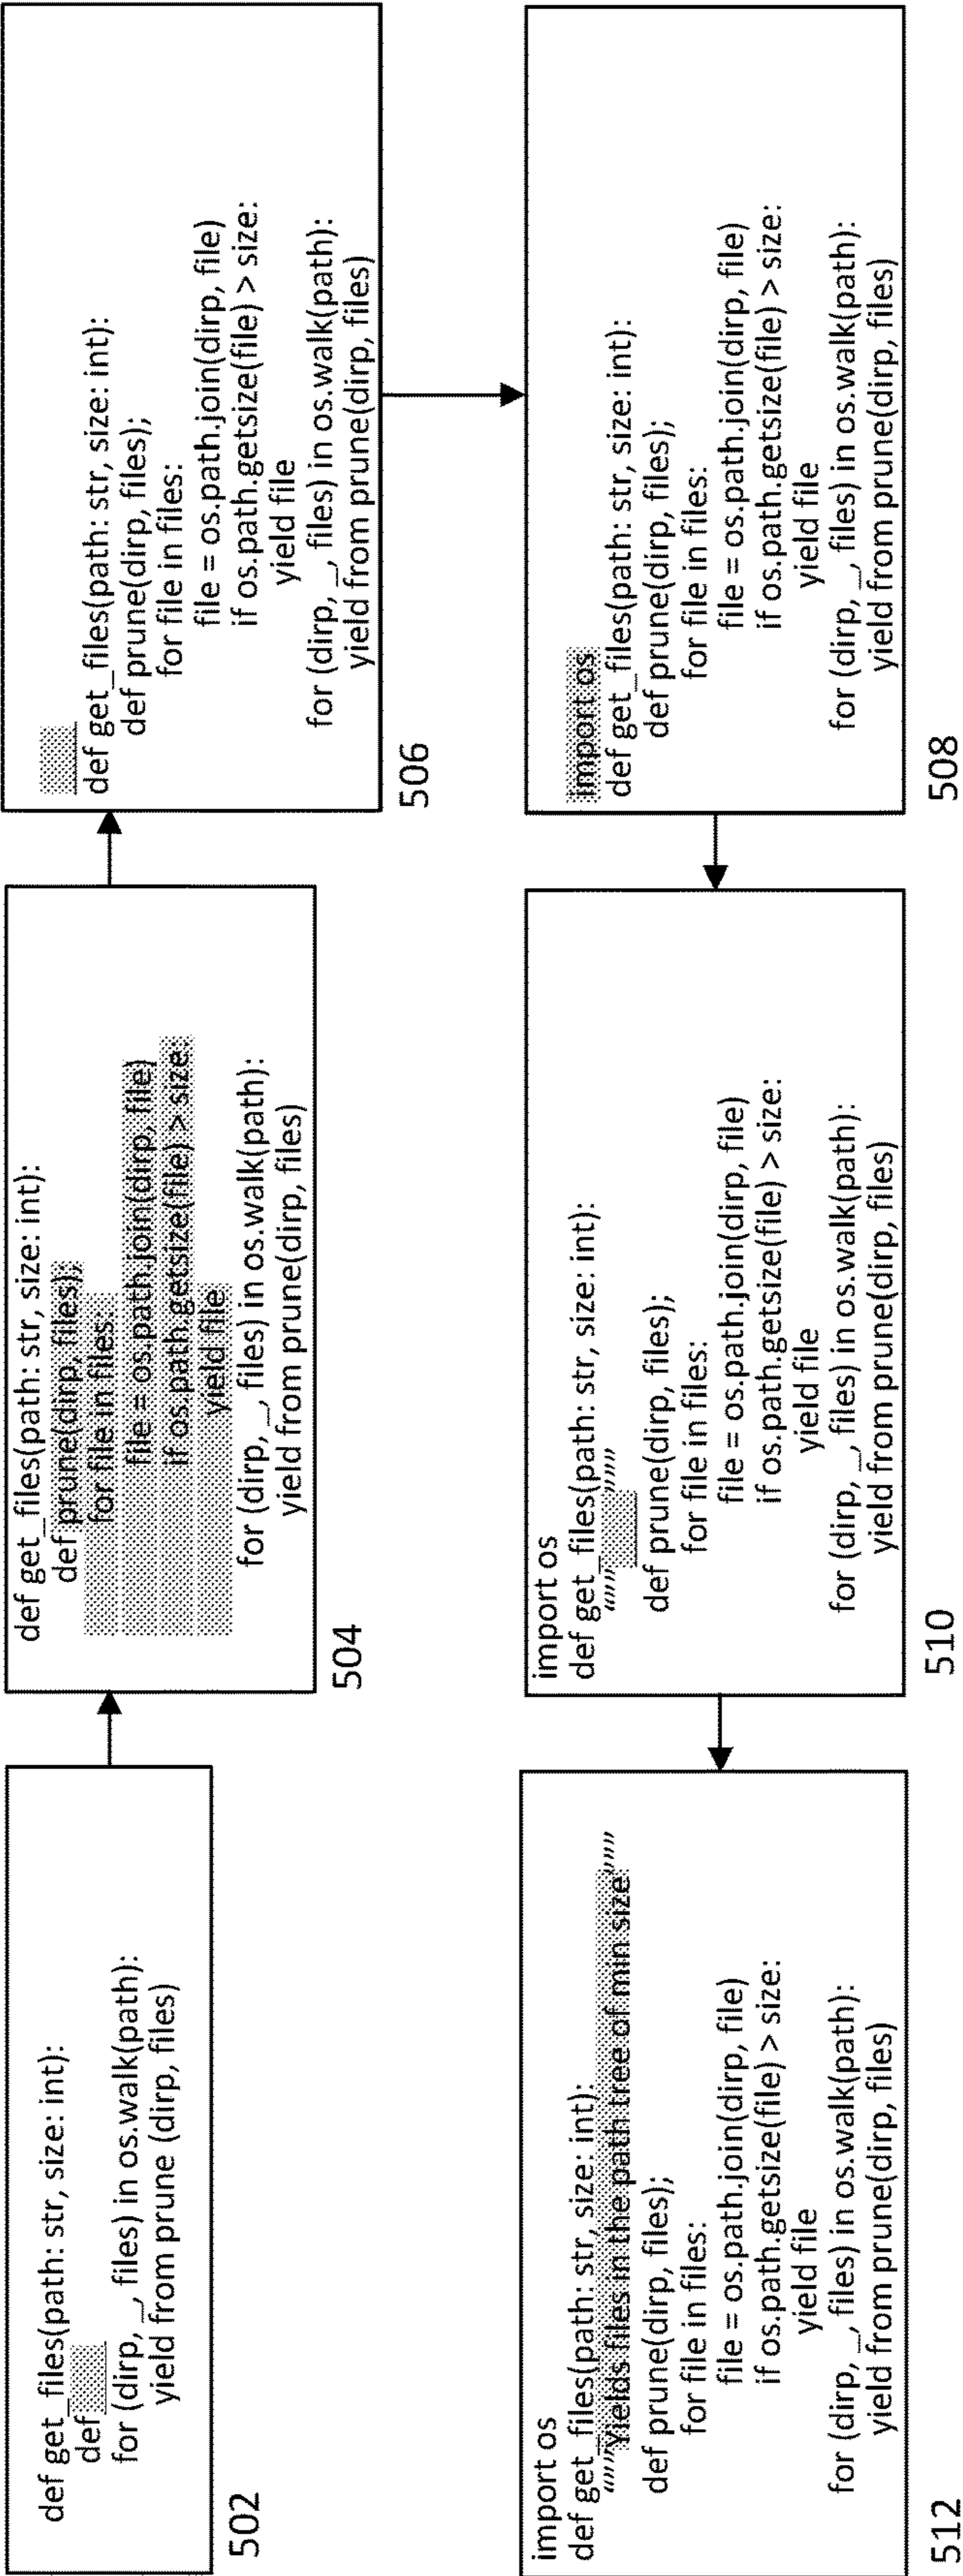 def get_files(path: str, size: int):
def
for (dirp, _, files) in os.walk(path):
yield from prune (dirp, files)
502
def get_files(path: str, size: int):
def prune(dirp, files);
for file in files:
file = os.path.join(dirp, file)
if os.path.getsize(file) > size:
yield file
for (dirp, _, files) in os.walk(path):
yield from prune(dirp, files)
504
def get_files(path: str, size: int):
def prune(dirp, files);
for file in files:
file = os.path.join(dirp, file)
if os.path.getsize(file) > size:
yield file
for (dirp, _, files) in os.walk(path):
yield from prune(dirp, files)
506
import os
def get_files(path: str, size: int):
def prune(dirp, files);
for file in files:
file = os.path.join(dirp, file)
if os.path.getsize(file) > size:
yield file
for (dirp, _, files) in os.walk(path):
yield from prune(dirp, files)
508
import os
def get_files(path: str, size: int):
“”” ”””
def prune(dirp, files);
for file in files:
file = os.path.join(dirp, file)
if os.path.getsize(file) > size:
yield file
for (dirp, _, files) in os.walk(path):
yield from prune(dirp, files)
510
import os
def get_files(path: str, size: int):
“””Yields files in the path tree of min size”””
def prune(dirp, files);
for file in files:
file = os.path.join(dirp, file)
if os.path.getsize(file) > size:
yield file
for (dirp, _, files) in os.walk(path):
yield from prune(dirp, files)
512